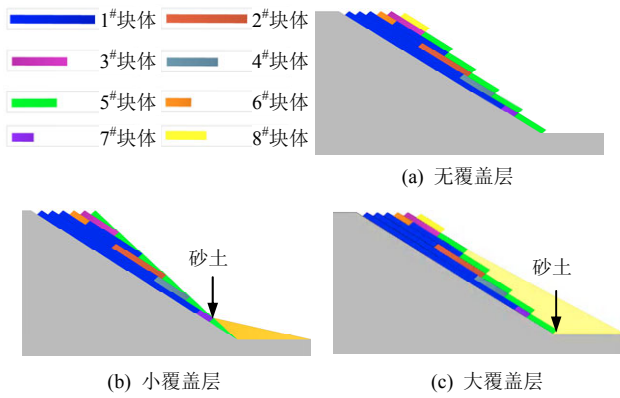 1#块体 2#块体
3#块体 4#块体
5#块体 6#块体
7#块体 8#块体
(a) 无覆盖层
砂土
(b) 小覆盖层
砂土
(c) 大覆盖层